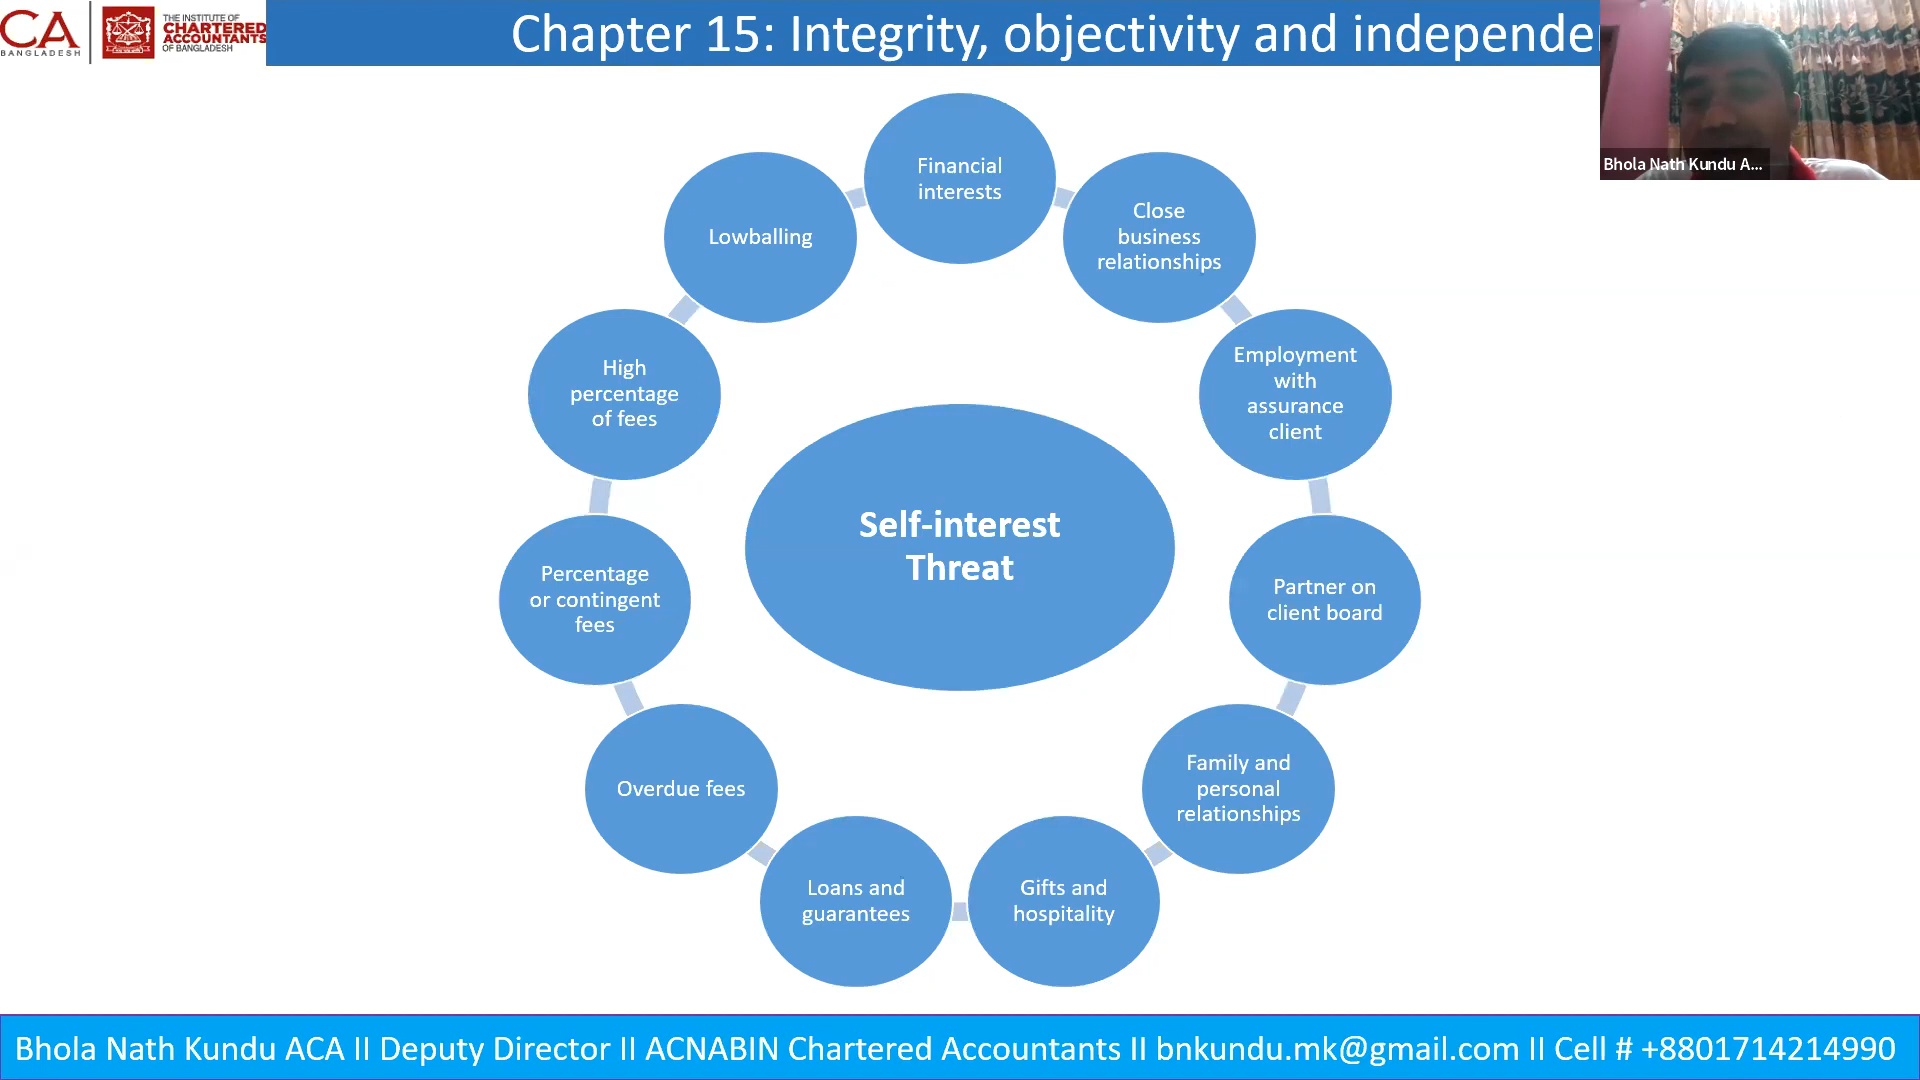 CA
BANGLADESH
THE INSTITUTE OF
CHARTERED
ACCOUNTANTS
OF BANGLADESH
Chapter 15: Integrity, objectivity and independe
Bhola Nath Kundu A...
Financial
interests
Close
business
relationships
Employment
with
assurance
client
Partner on
client board
Family and
personal
relationships
Gifts and
hospitality
Loans and
guarantees
Overdue fees
Percentage
or contingent
fees
High
percentage
of fees
Lowballing
Self-interest
Threat
Bhola Nath Kundu ACA II Deputy Director II ACNABIN Chartered Accountants II bnkundu.mk@gmail.com II Cell # +8801714214990